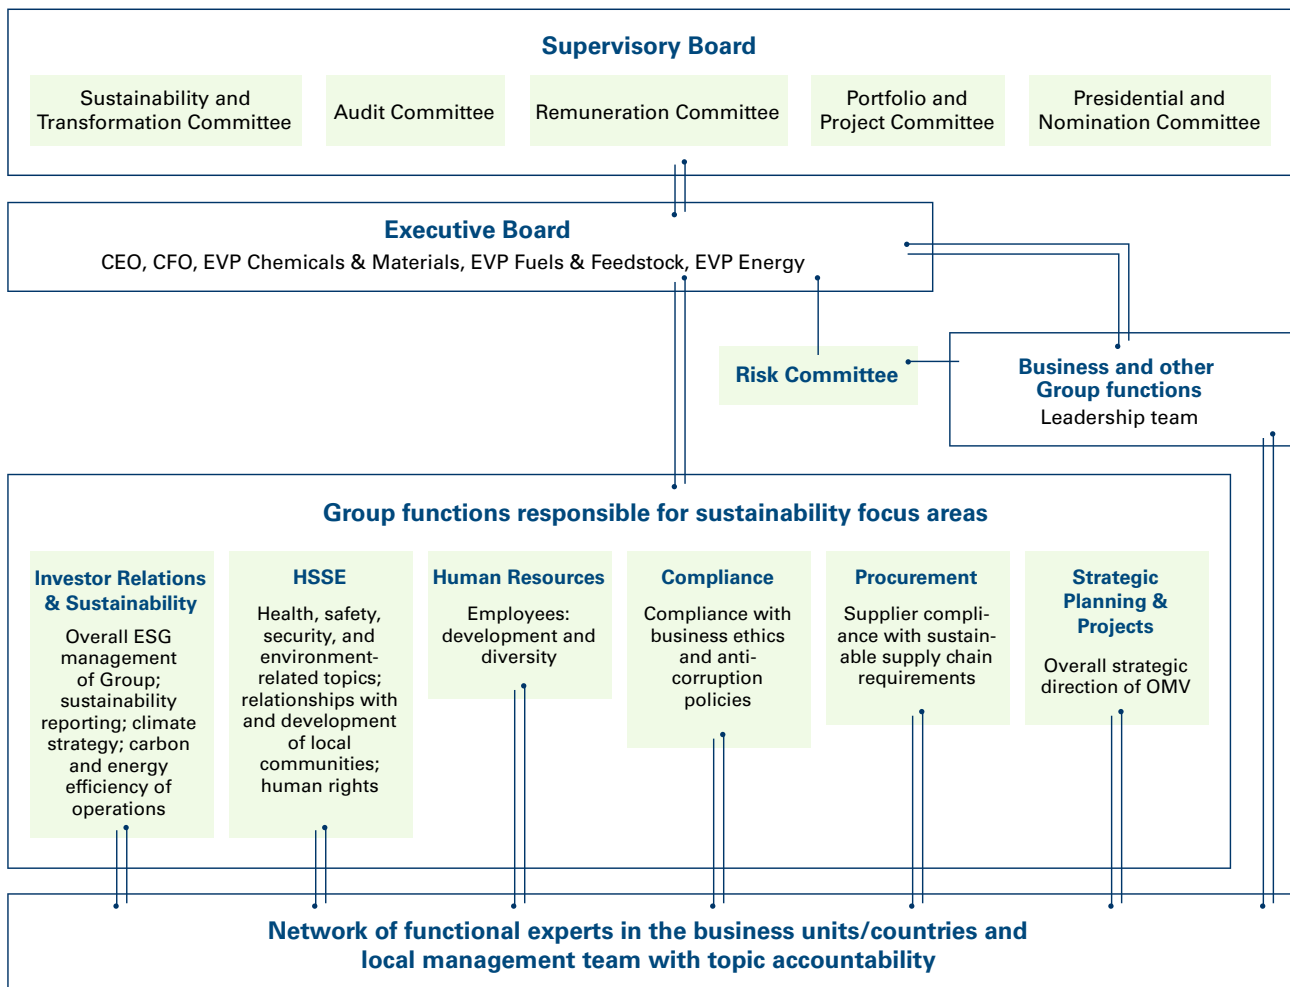 Supervisory Board
Sustainability and
Transformation Committee
Audit Committee
Remuneration Committee
Portfolio and
Project Committee
Presidential and
Nomination Committee
Executive Board
CEO, CFO, EVP Chemicals & Materials, EVP Fuels & Feedstock, EVP Energy
Risk Committee
Business and other
Group functions
Leadership team
Group functions responsible for sustainability focus areas
Investor Relations
& Sustainability
Overall ESG
management
of Group;
sustainability
reporting; climate
strategy; carbon
and energy
efficiency of
operations
HSSE
Health, safety,
security, and
environment-
related topics;
relationships with
and development
of local
communities;
human rights
Human Resources
Employees:
development and
diversity
Compliance
Compliance with
business ethics
and anti-
corruption
policies
Procurement
Supplier compli-
ance with sustain-
able supply chain
requirements
Strategic
Planning &
Projects
Overall strategic
direction of OMV
Network of functional experts in the business units/countries and
local management team with topic accountability